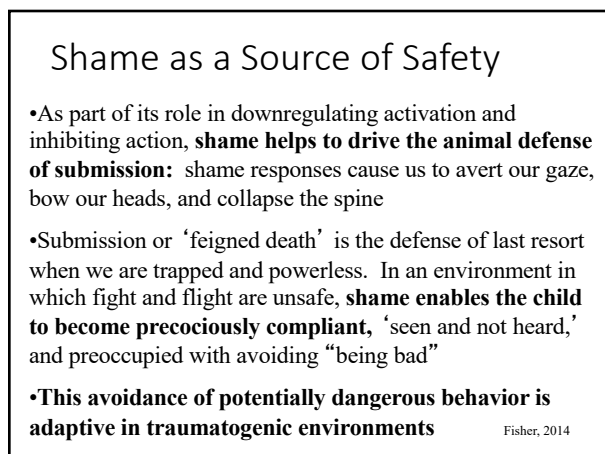 Shame as a Source of Safety
•As part of its role in downregulating activation and
inhibiting action, shame helps to drive the animal defense
of submission: shame responses cause us to avert our gaze,
bow our heads, and collapse the spine
•Submission or ‘feigned death’ is the defense of last resort
when we are trapped and powerless. In an environment in
which fight and flight are unsafe, shame enables the child
to become precociously compliant, ‘seen and not heard,’
and preoccupied with avoiding “being bad”
•This avoidance of potentially dangerous behavior is
adaptive in traumatogenic environments Fisher, 2014